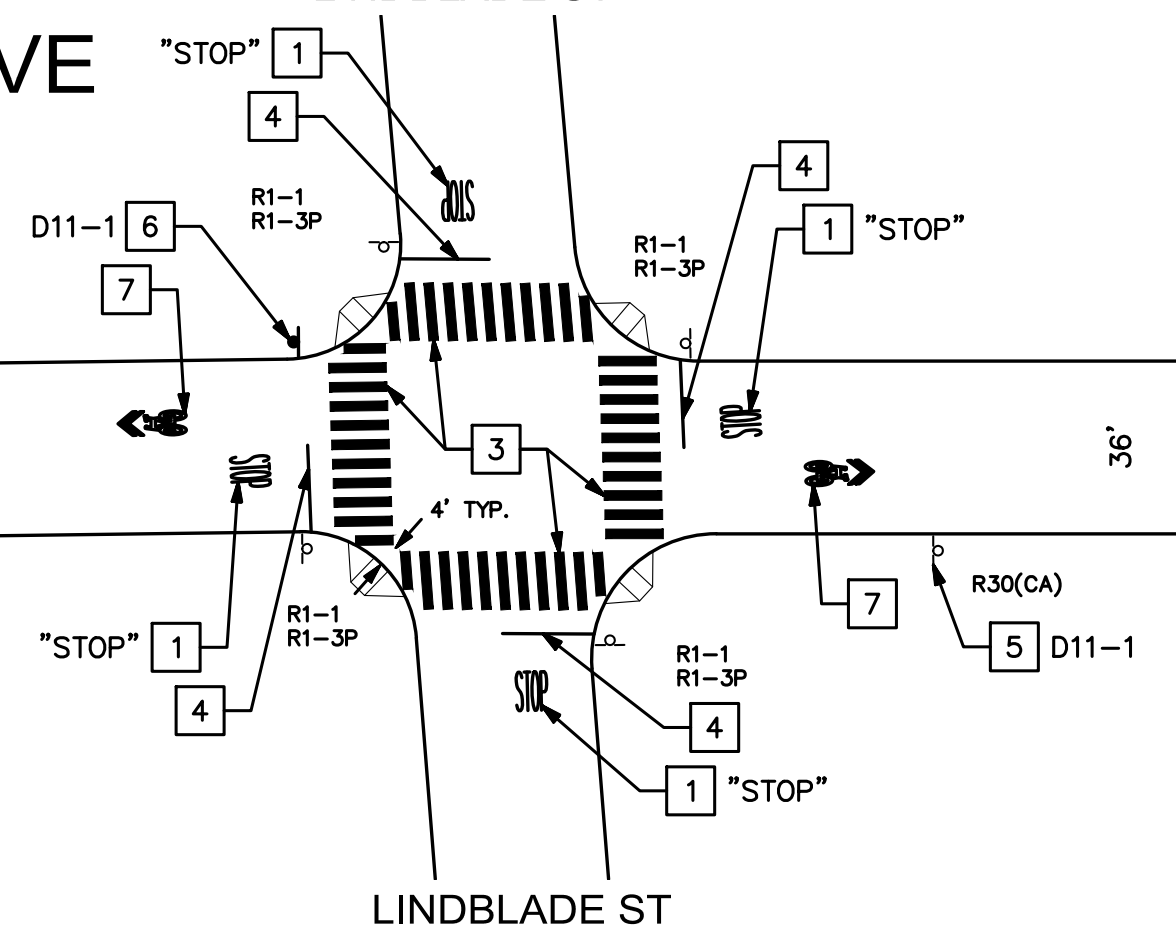 VE
"STOP" 1
4
STOP
R1-1
R1-3P
D11-1 6
7
4
1 "STOP"
R1-1
R1-3P
STOP
36'
3
STOP
4' TYP.
7
R30(CA)
5 D11-1
R1-1
R1-3P
"STOP" 1
4
R1-1
R1-3P
STOP
4
1 "STOP"
LINDBLADE ST